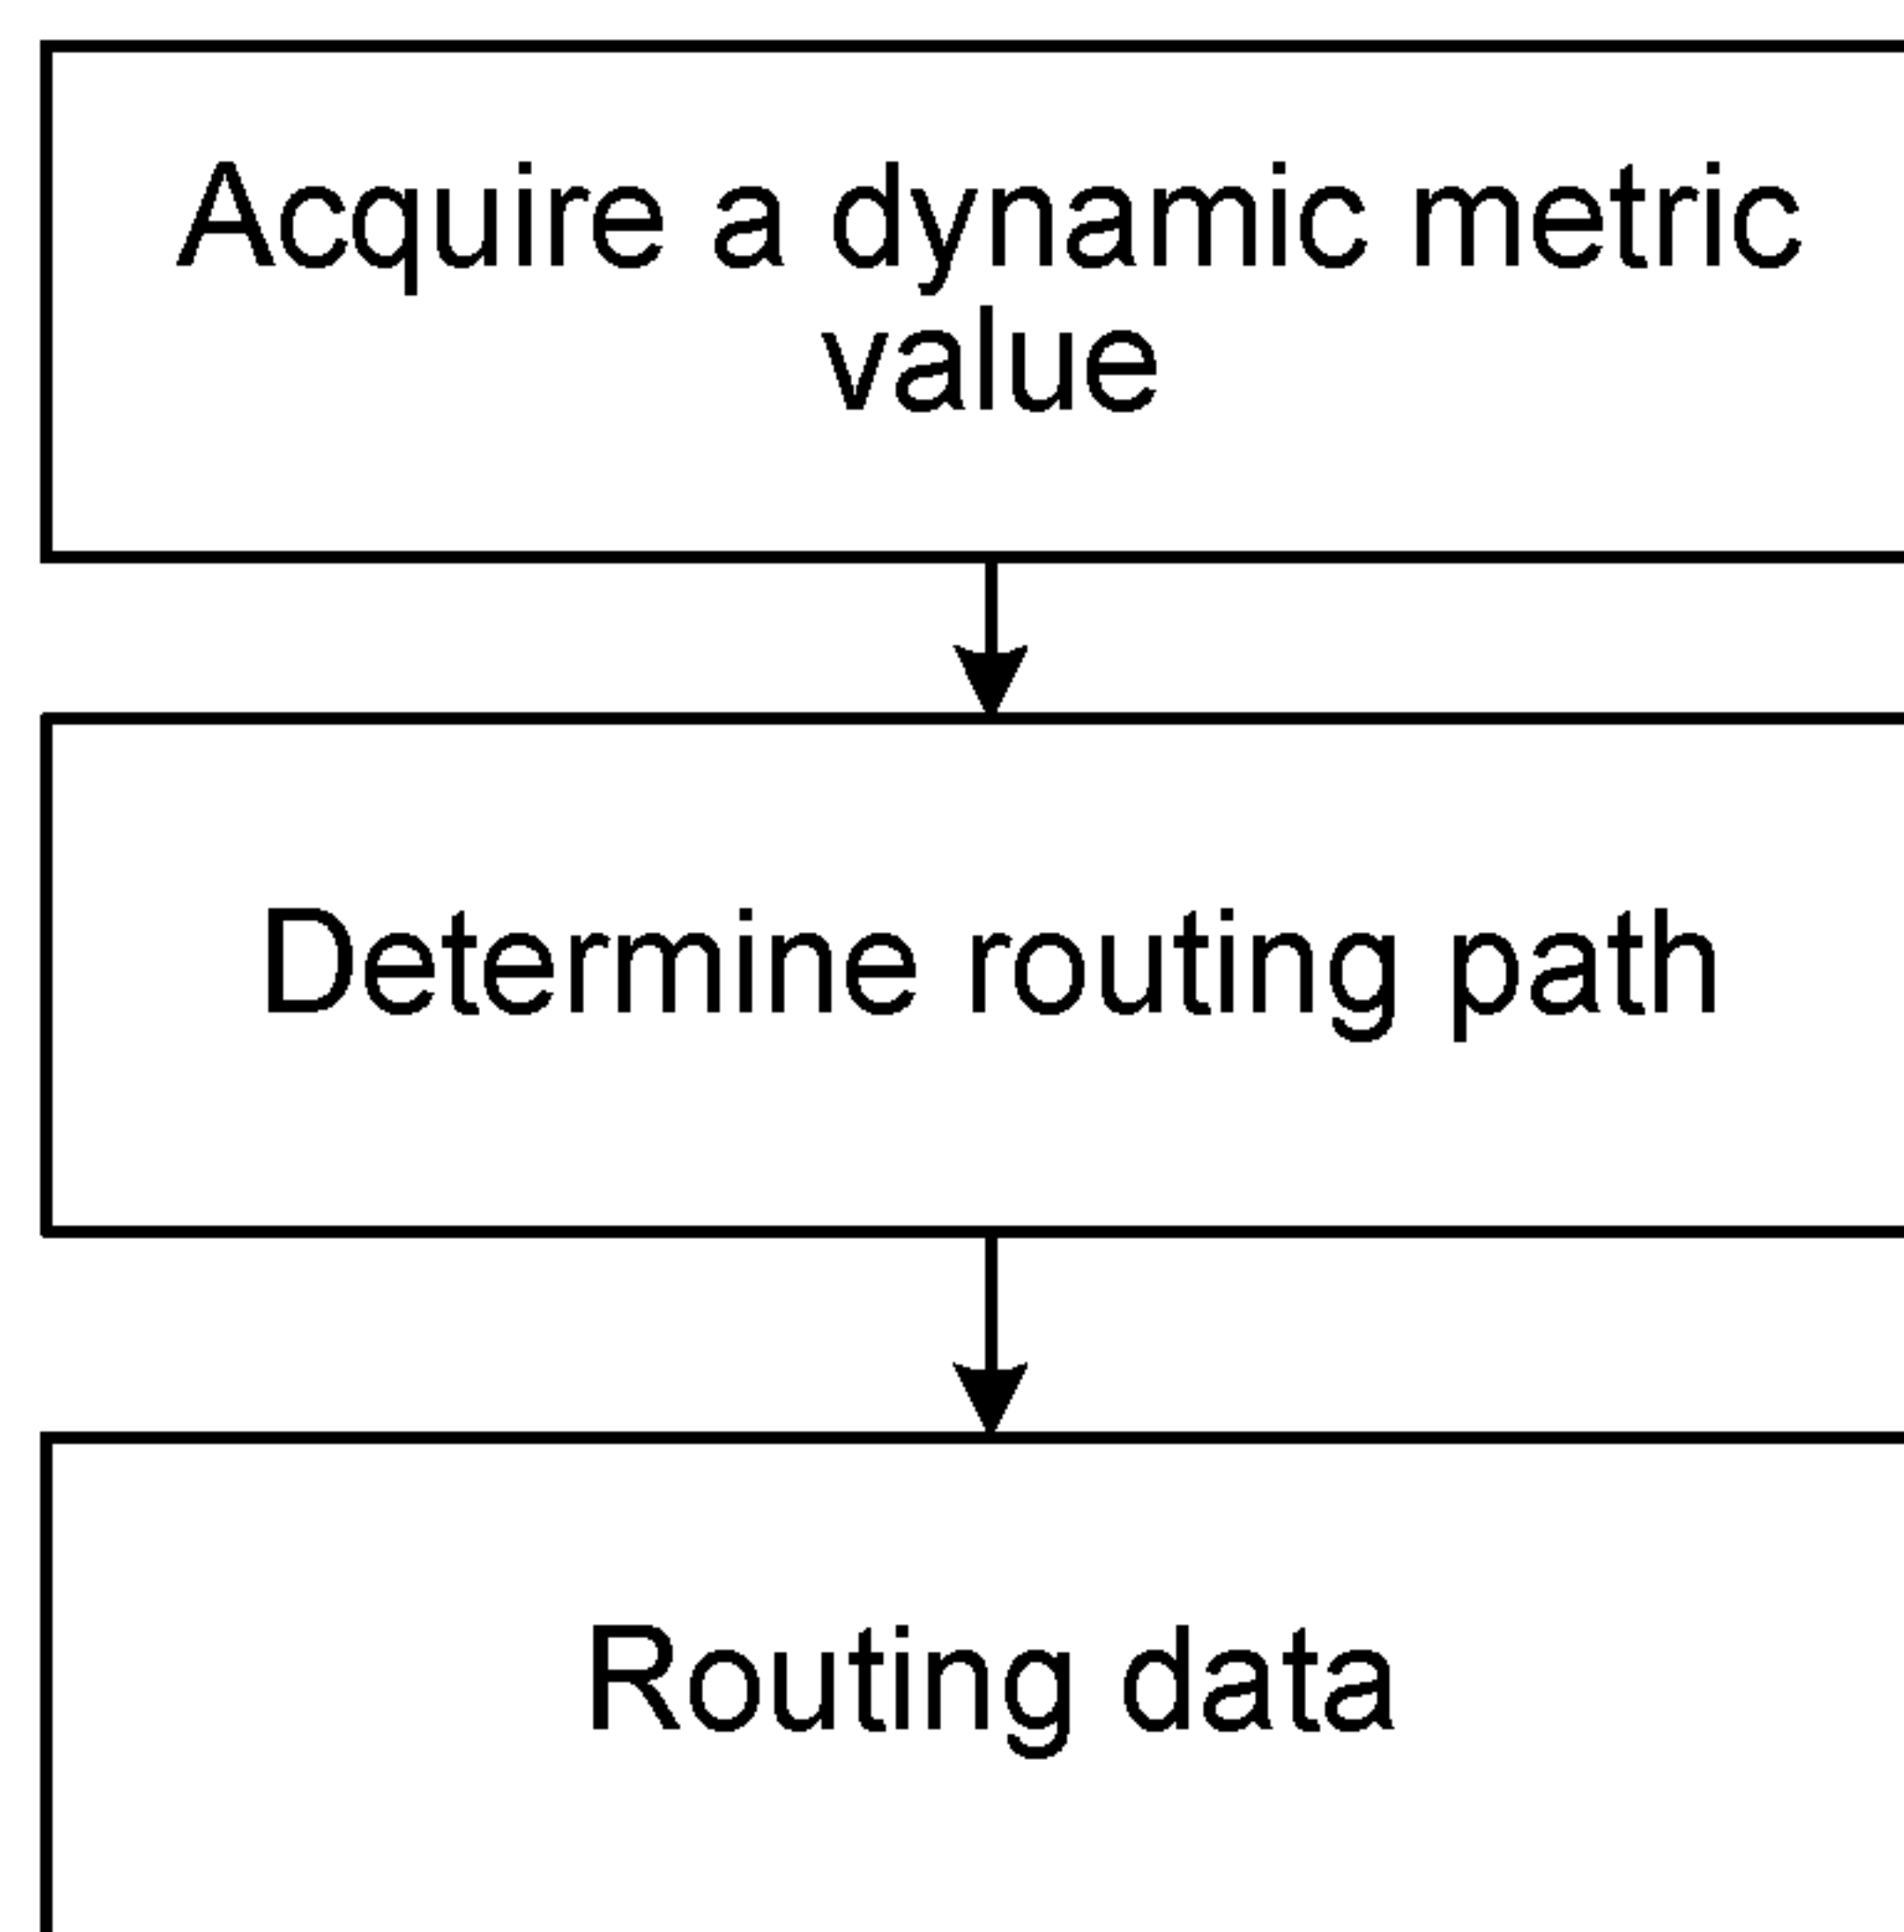 Acquire a dynamic metric
value
Determine routing path
Routing data